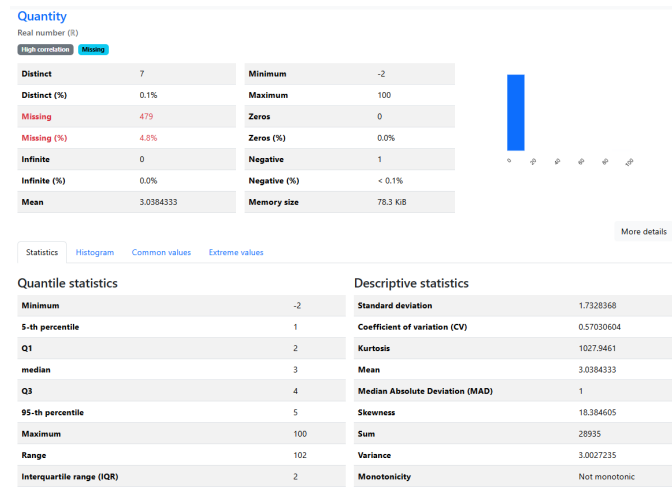 Quantity
Real number (ℝ)
High correlation Missing
Distinct 7 Minimum -2
Distinct (%) 0.1% Maximum 100
Missing 479 Zeros 0
Missing (%) 4.8% Zeros (%) 0.0%
Infinite 0 Negative 1
Infinite (%) 0.0% Negative (%) < 0.1%
Mean 3.0384333 Memory size 78.3 KiB
0 20 40 60 80 100
More details
Statistics Histogram Common values Extreme values
Quantile statistics Descriptive statistics
Minimum -2 Standard deviation 1.7328368
5-th percentile 1 Coefficient of variation (CV) 0.57030604
Q1 2 Kurtosis 1027.9461
median 3 Mean 3.0384333
Q3 4 Median Absolute Deviation (MAD) 1
95-th percentile 5 Skewness 18.384605
Maximum 100 Sum 28935
Range 102 Variance 3.0027235
Interquartile range (IQR) 2 Monotonicity Not monotonic